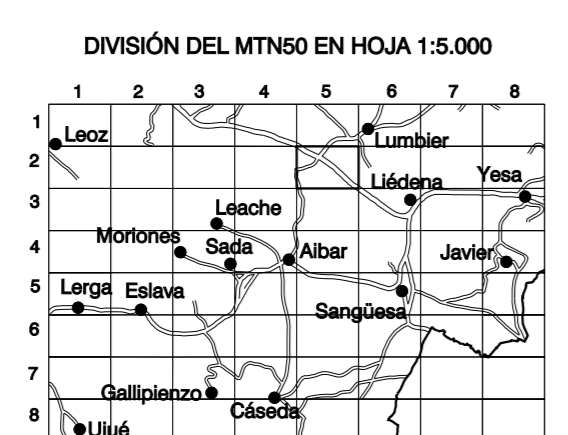 DIVISIÓN DEL MTN50 EN HOJA 1:5.000
1 2 3 4 5 6 7 8
1
Leoz
Lumbier
2
Liédena
Yesa
3
Leache
Moriones
Sada
Aibar
Javier
4
5
Lerga
Eslava
Sangüesa
6
7
Gallipienzo
Cáseda
8
Ujué